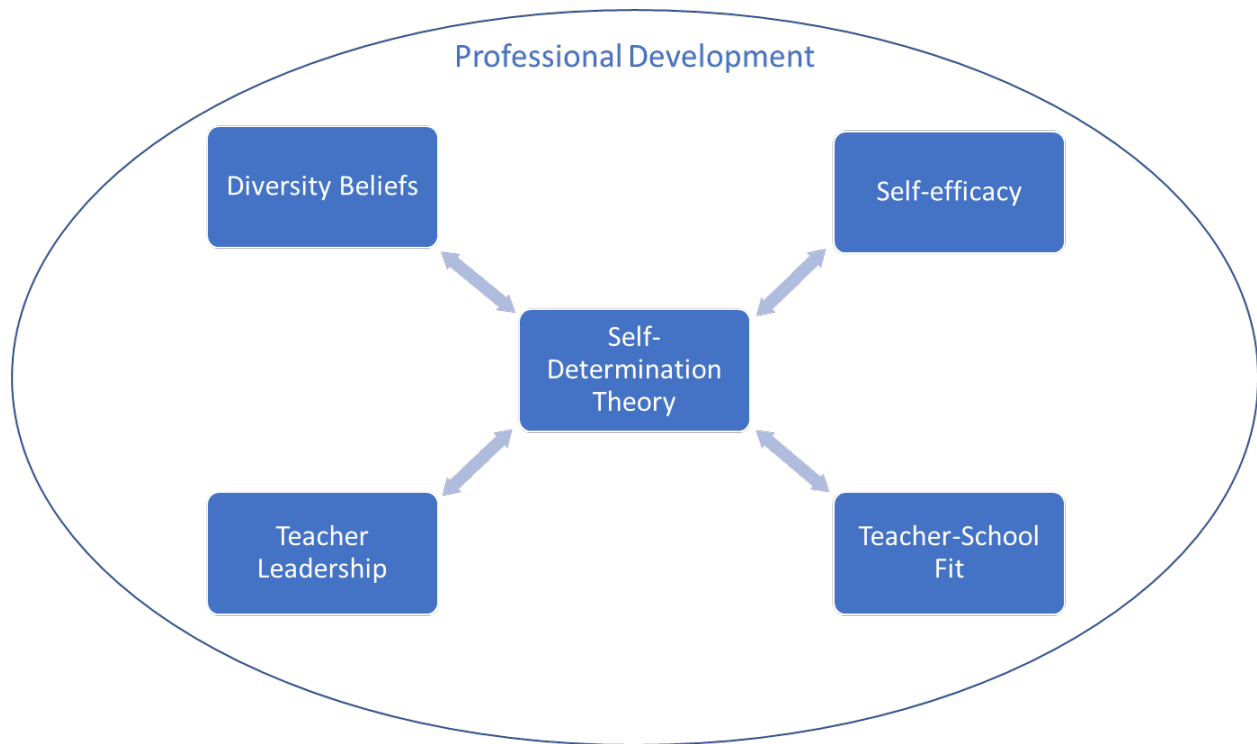 Professional Development
Diversity Beliefs
Self-efficacy
Self-
Determination
Theory
Teacher
Leadership
Teacher-School
Fit